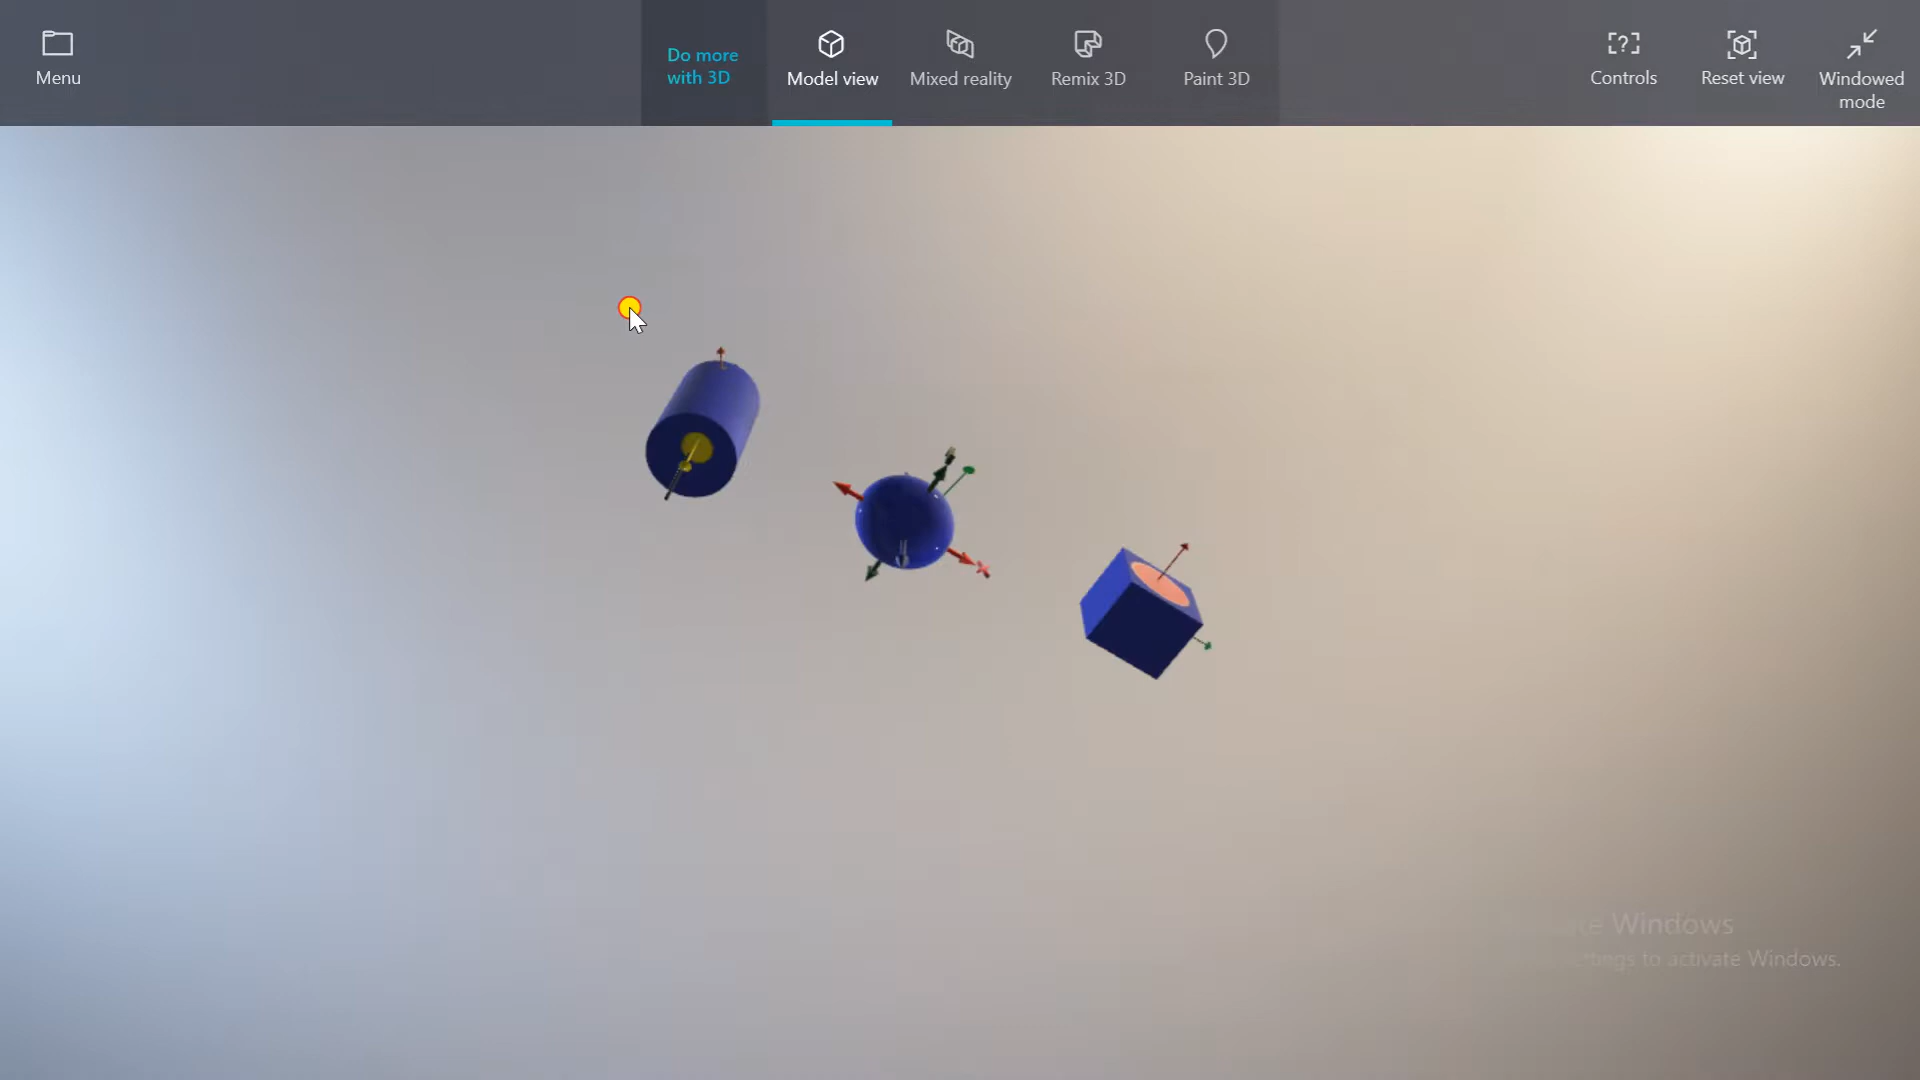 Menu
Do more
with 3D
Model view
Mixed reality
Remix 3D
Paint 3D
Controls
Reset view
Windowed
mode
Windows
to activate Windows.